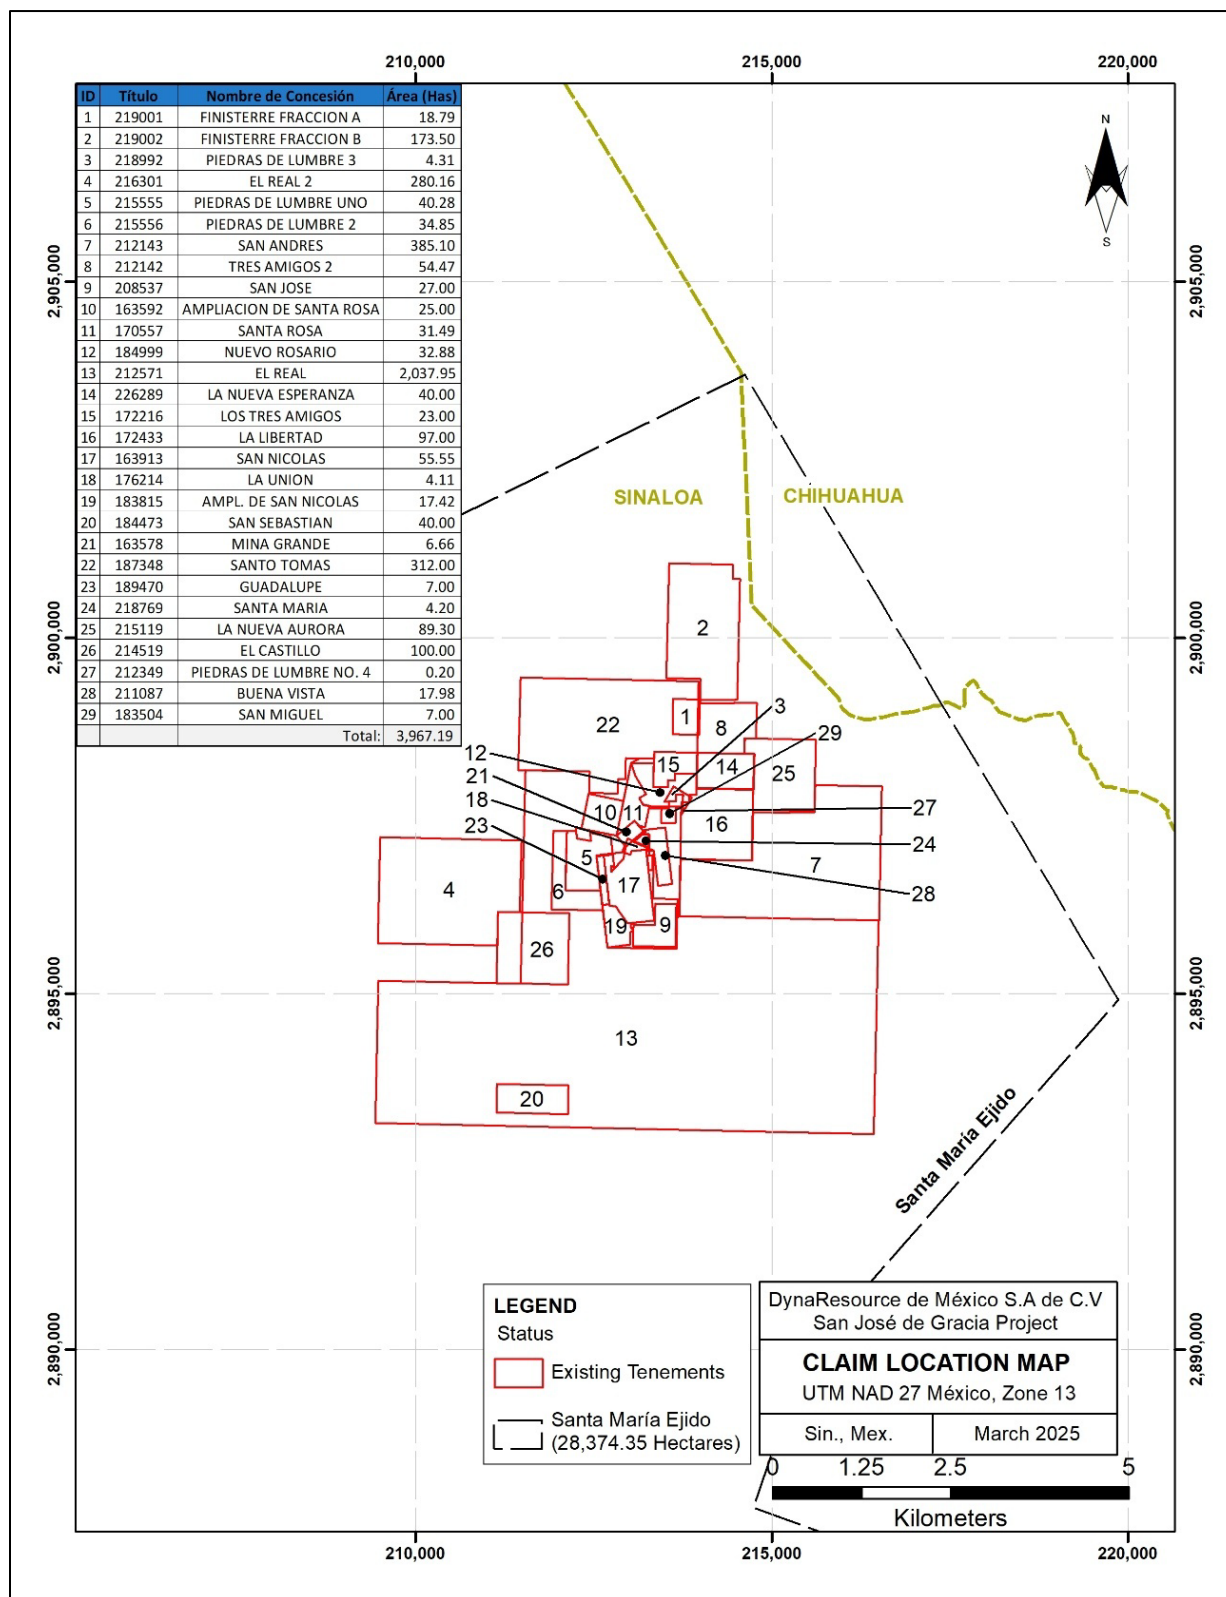 210,000
215,000
220,000
ID Título Nombre de Concesión Área (Has)
1 219001 FINISTERRE FRACCION A 18.79
2 219002 FINISTERRE FRACCION B 173.50
3 218992 PIEDRAS DE LUMBRE 3 4.31
4 216301 EL REAL 2 280.16
5 215555 PIEDRAS DE LUMBRE UNO 40.28
6 215556 PIEDRAS DE LUMBRE 2 34.85
7 212143 SAN ANDRES 385.10
8 212142 TRES AMIGOS 2 54.47
9 208537 SAN JOSE 27.00
10 163592 AMPLIACION DE SANTA ROSA 25.00
11 170557 SANTA ROSA 31.49
12 184999 NUEVO ROSARIO 32.88
13 212571 EL REAL 2,037.95
14 226289 LA NUEVA ESPERANZA 40.00
15 172216 LOS TRES AMIGOS 23.00
16 172433 LA LIBERTAD 97.00
17 163913 SAN NICOLAS 55.55
18 176214 LA UNION 4.11
19 183815 AMPL. DE SAN NICOLAS 17.42
20 184473 SAN SEBASTIAN 40.00
21 163578 MINA GRANDE 6.66
22 187348 SANTO TOMAS 312.00
23 189470 GUADALUPE 7.00
24 218769 SANTA MARIA 4.20
25 215119 LA NUEVA AURORA 89.30
26 214519 EL CASTILLO 100.00
27 212349 PIEDRAS DE LUMBRE NO. 4 0.20
28 211087 BUENA VISTA 17.98
29 183504 SAN MIGUEL 7.00
Total: 3,967.19
N
S
2,905,000
2,905,000
SINALOA
CHIHUAHUA
2,900,000
2,900,000
2
22
1
8
3
29
12
15
14
25
21
10
11
16
27
18
24
23
5
7
28
4
6
17
19
9
26
2,895,000
2,895,000
13
20
Santa María Ejido
2,890,000
2,890,000
LEGEND
Status
Existing Tenements
Santa María Ejido
(28,374.35 Hectares)
DynaResource de México S.A de C.V
San José de Gracia Project
CLAIM LOCATION MAP
UTM NAD 27 México, Zone 13
Sin., Mex.
March 2025
0 1.25 2.5 5
Kilometers
210,000
215,000
220,000